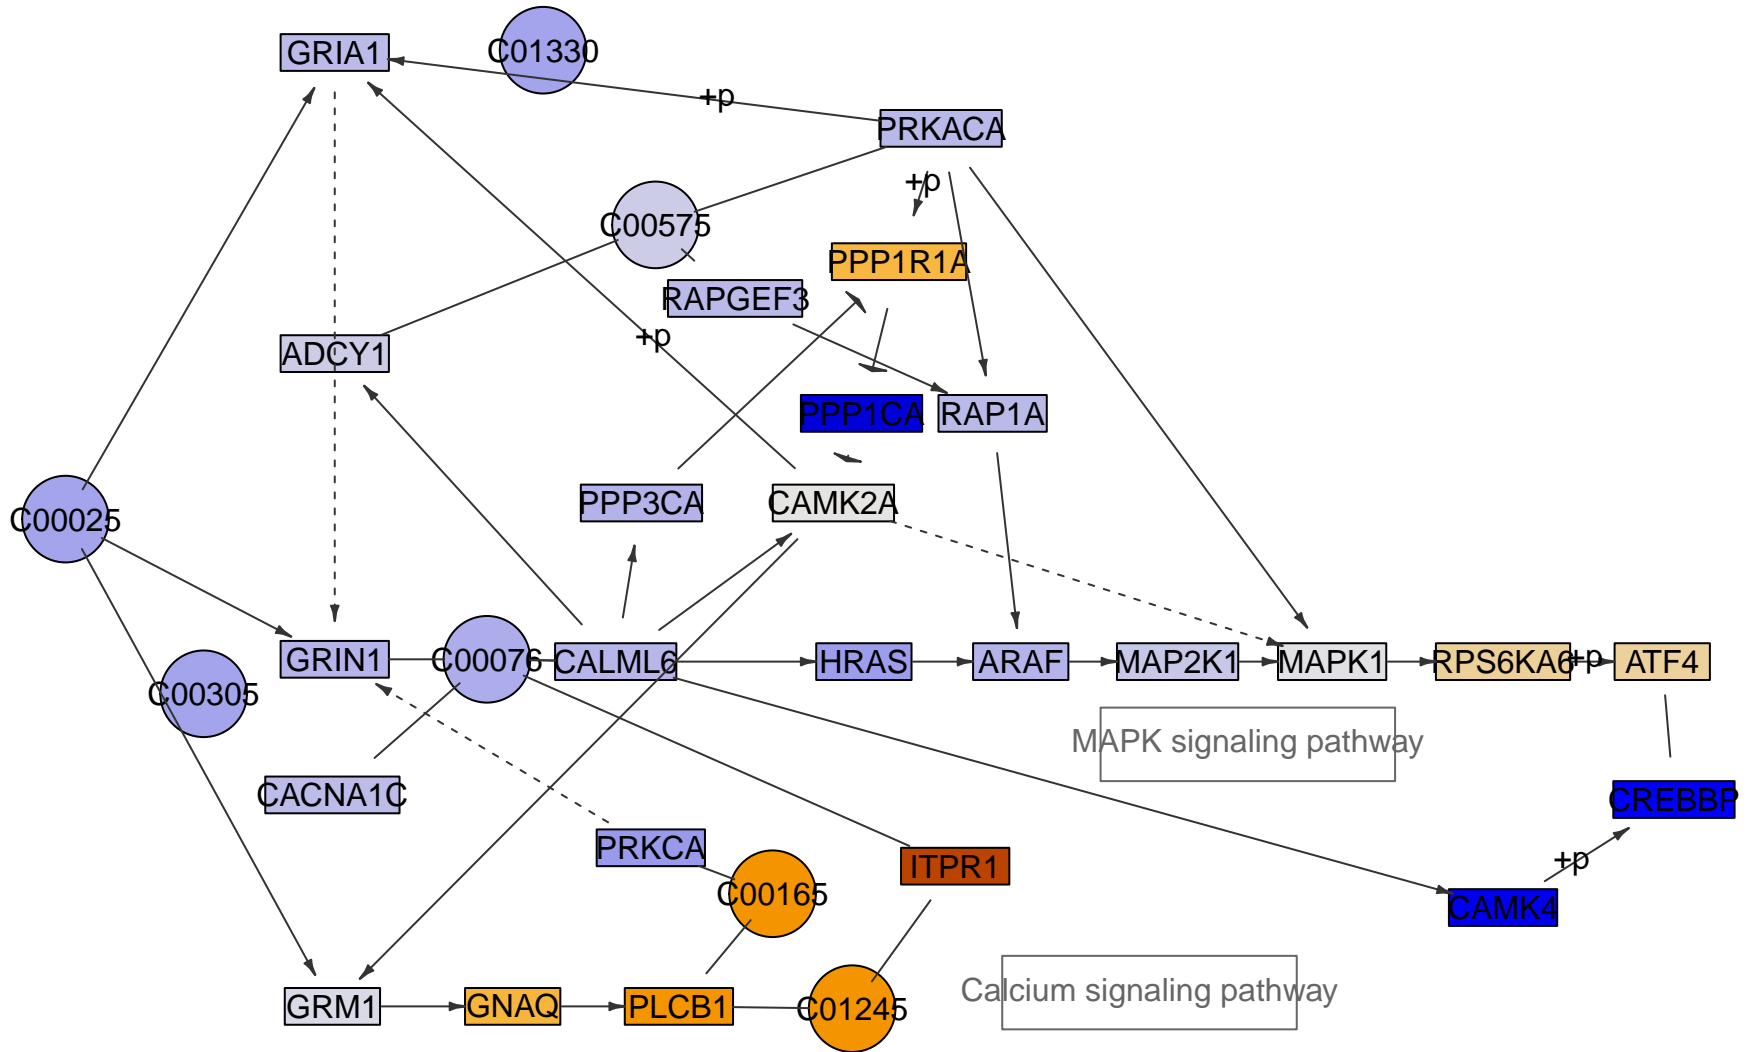 GRIA1
C01330
+p
PRKACA
+p
C00575
PPP1R1A
RAPGEF3
+p
ADCY1
PPP1CA
RAP1A
PPP3CA
CAMK2A
C00025
GRIN1
C00076
CALML6
HRAS
ARAF
MAP2K1
MAPK1
RPS6KA6
+p
ATF4
C00305
MAPK signaling pathway
CACNA1C
CREBBP
PRKCA
ITPR1
+p
C00165
CAMK4
Calcium signaling pathway
GRM1
GNAQ
PLCB1
C01245